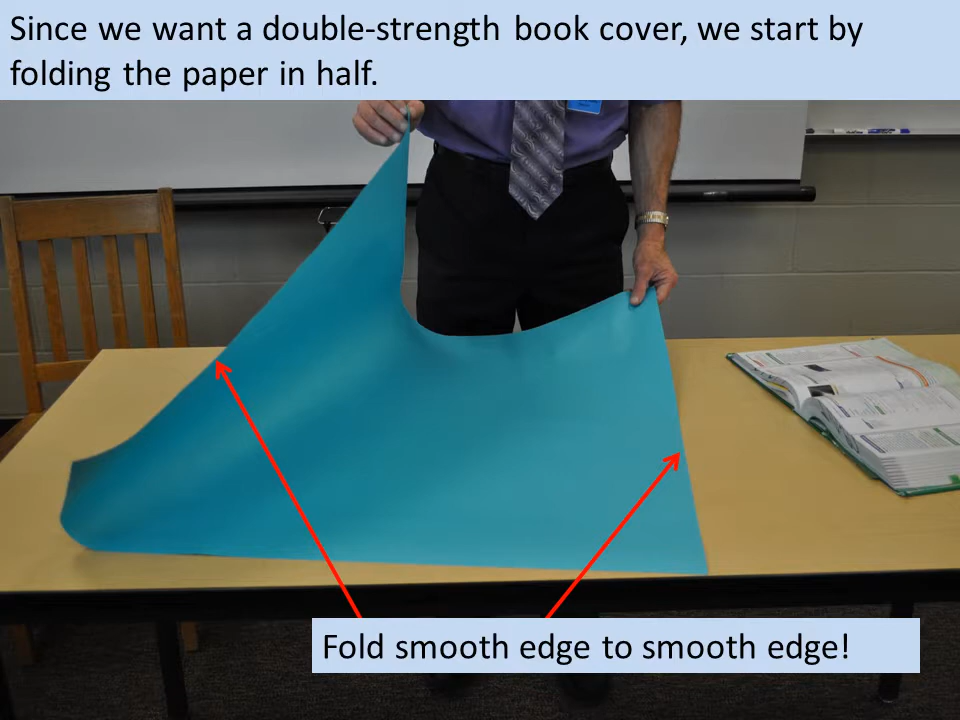 Since we want a double-strength book cover, we start by
folding the paper in half.
Fold smooth edge to smooth edge!